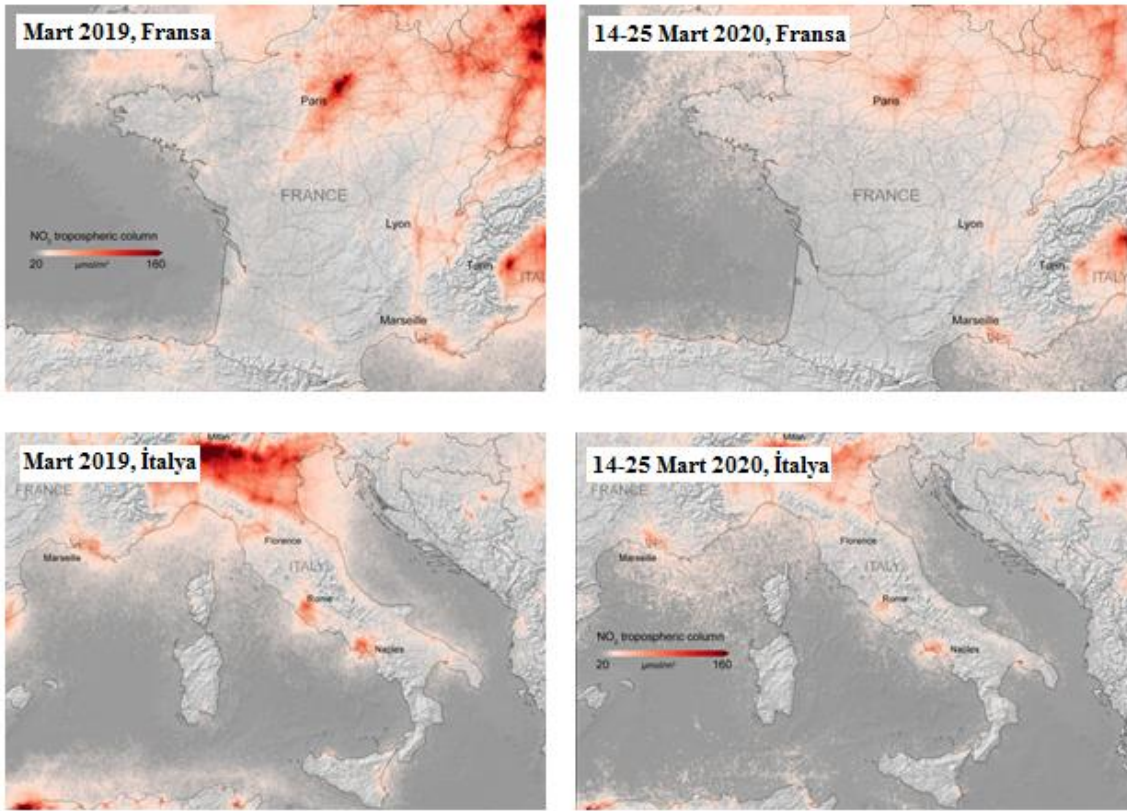 Mart 2019, Fransa
Paris
FRANCE
Lyon
NO₂ tropospheric column
20 µmol/m² 160
Turin
ITALY
Marseille
14-25 Mart 2020, Fransa
Paris
FRANCE
Lyon
Turin
ITALY
Marseille
Milan
Mart 2019, İtalya
FRANCE
Marseille
Florence
ITALY
Rome
Naples
Milan
14-25 Mart 2020, İtalya
FRANCE
Marseille
Florence
ITALY
Rome
NO₂ tropospheric column
20 µmol/m² 160
Naples